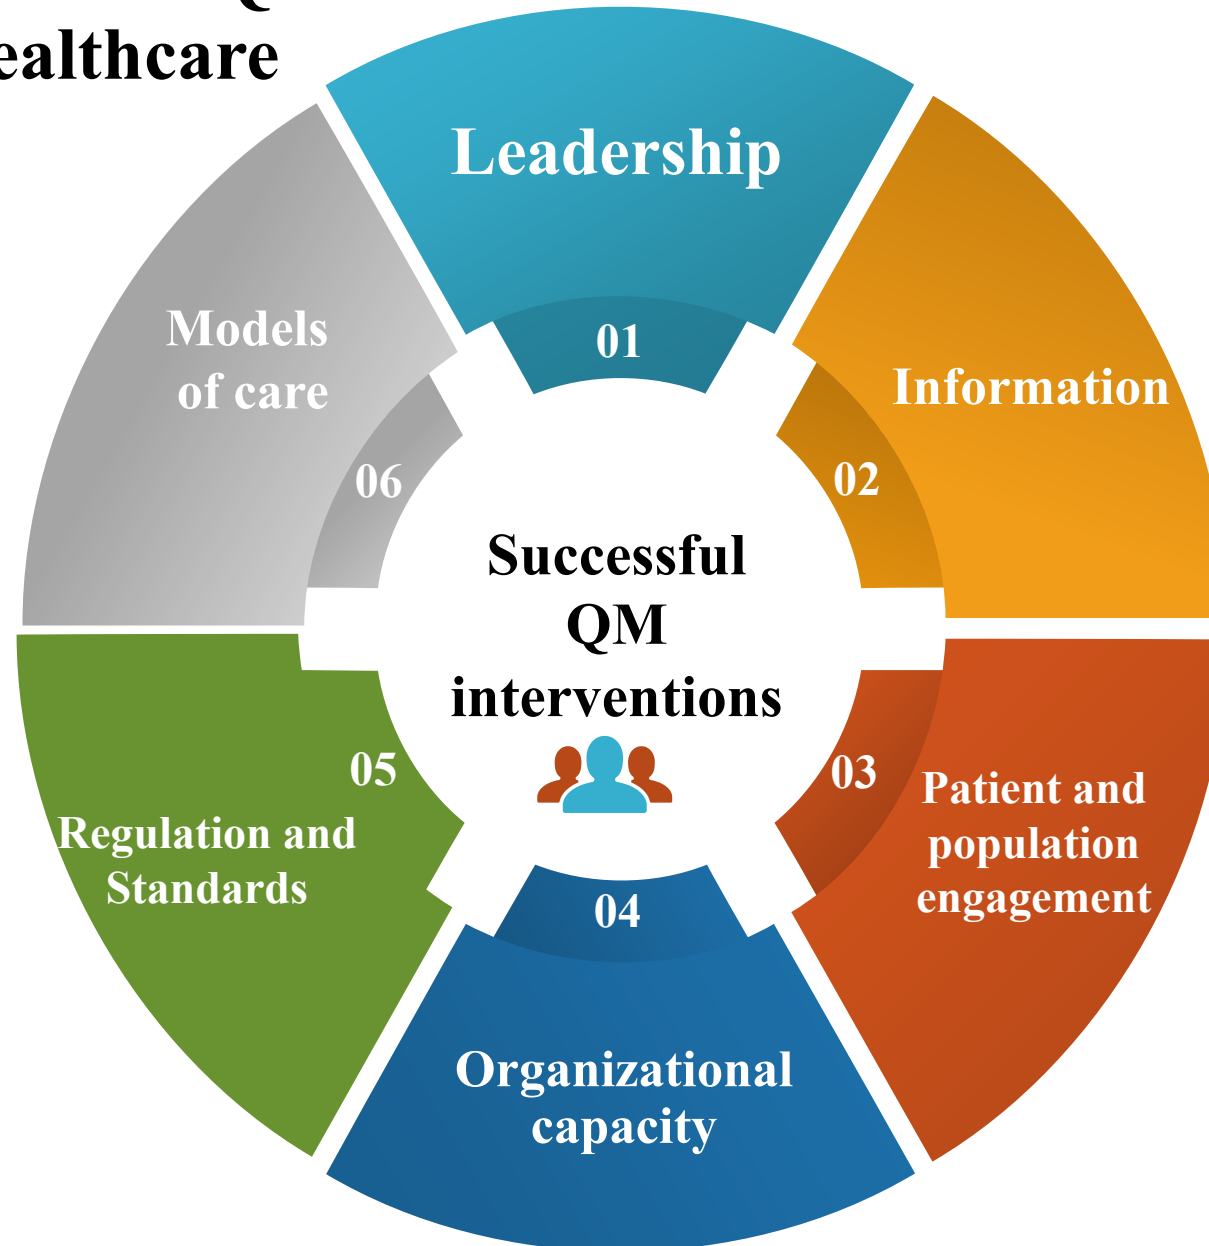 ealthcare
Leadership
01
Information
02
Patient and
population
engagement
03
Organizational
capacity
04
Regulation and
Standards
05
Models
of care
06
Successful
QM
interventions